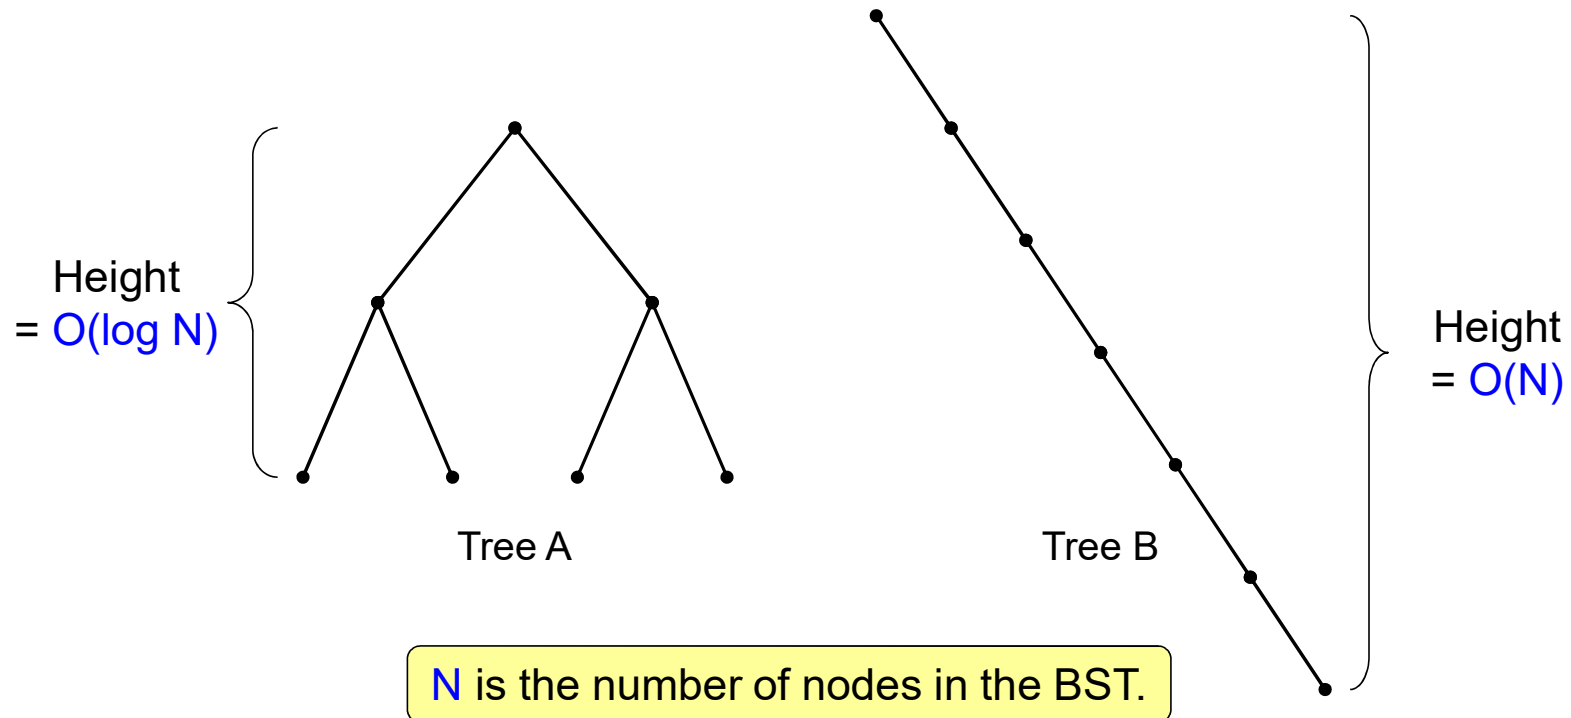 Height
= O(log N)
Height
= O(N)
Tree A
Tree B
N is the number of nodes in the BST.